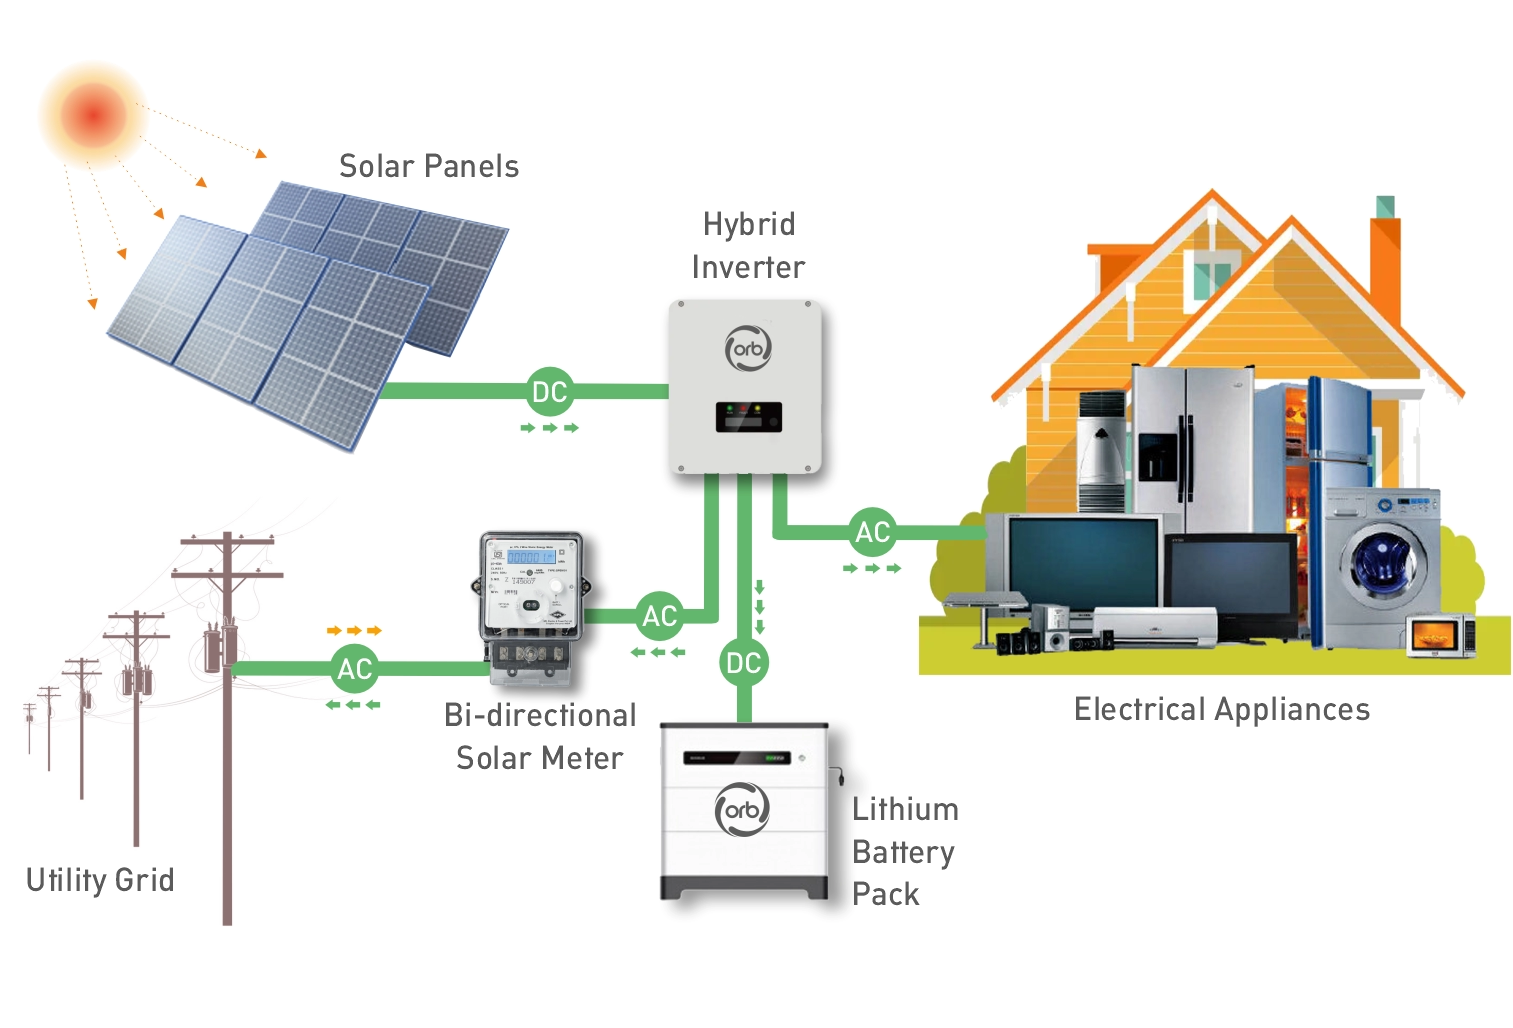 Solar Panels
Hybrid
Inverter
orb
DC
AC
AC
AC
DC
Bi-directional
Solar Meter
Electrical Appliances
orb
Lithium
Battery
Pack
Utility Grid